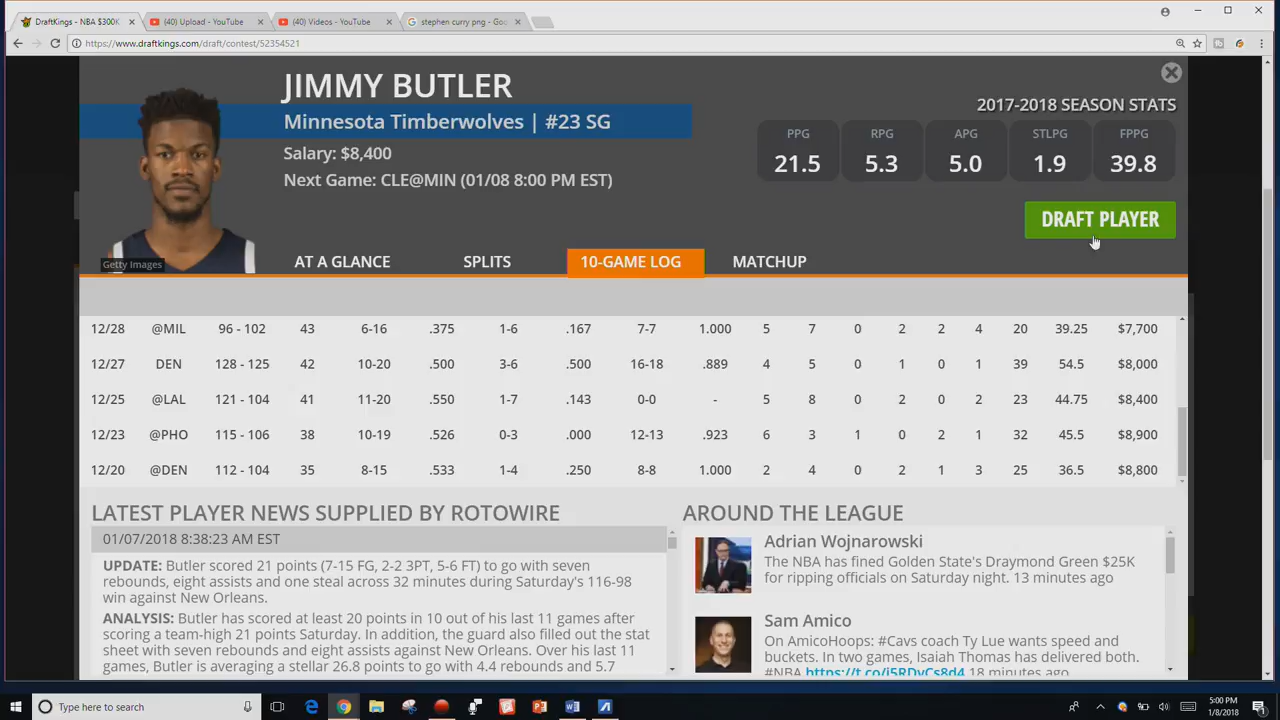 DraftKings - NBA $300K
(40) Upload - YouTube
(40) Videos - YouTube
stephen curry png - Goo
https://www.draftkings.com/draft/contest/52354521
JIMMY BUTLER
Minnesota Timberwolves | #23 SG
Salary: $8,400
Next Game: CLE@MIN (01/08 8:00 PM EST)
Getty Images
2017-2018 SEASON STATS
PPG RPG APG STLPG FPPG
21.5 5.3 5.0 1.9 39.8
DRAFT PLAYER
AT A GLANCE SPLITS 10-GAME LOG MATCHUP
12/28 @MIL 96 - 102 43 6-16 .375 1-6 .167 7-7 1.000 5 7 0 2 2 4 20 39.25 $7,700
12/27 DEN 128 - 125 42 10-20 .500 3-6 .500 16-18 .889 4 5 0 1 0 1 39 54.5 $8,000
12/25 @LAL 121 - 104 41 11-20 .550 1-7 .143 0-0 - 5 8 0 2 0 2 23 44.75 $8,400
12/23 @PHO 115 - 106 38 10-19 .526 0-3 .000 12-13 .923 6 3 1 0 2 1 32 45.5 $8,900
12/20 @DEN 112 - 104 35 8-15 .533 1-4 .250 8-8 1.000 2 4 0 2 1 3 25 36.5 $8,800
LATEST PLAYER NEWS SUPPLIED BY ROTOWIRE
01/07/2018 8:38:23 AM EST
UPDATE: Butler scored 21 points (7-15 FG, 2-2 3PT, 5-6 FT) to go with seven
rebounds, eight assists and one steal across 32 minutes during Saturday's 116-98
win against New Orleans.
ANALYSIS: Butler has scored at least 20 points in 10 out of his last 11 games after
scoring a team-high 21 points Saturday. In addition, the guard also filled out the stat
sheet with seven rebounds and eight assists against New Orleans. Over his last 11
games, Butler is averaging a stellar 26.8 points to go with 4.4 rebounds and 5.7
AROUND THE LEAGUE
Adrian Wojnarowski
The NBA has fined Golden State's Draymond Green $25K
for ripping officials on Saturday night. 13 minutes ago
Sam Amico
On AmicoHoops: #Cavs coach Ty Lue wants speed and
buckets. In two games, Isaiah Thomas has delivered both.
#NBA https://t.co/i5RDyCs8d4 18 minutes ago
Type here to search
5:00 PM
1/8/2018